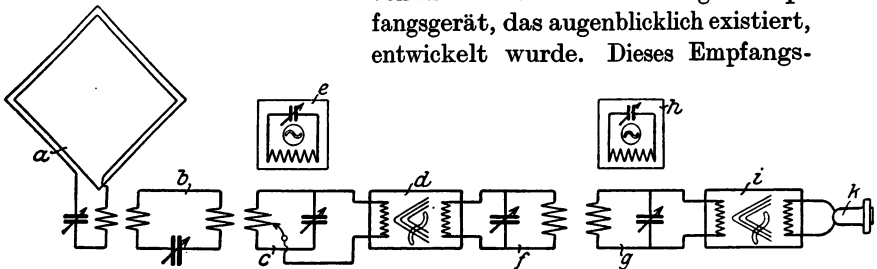 fangsgerät, das augenblicklich existiert,
entwickelt wurde. Dieses Empfangs-
e
h
a
b
d
i
k
c
f
g